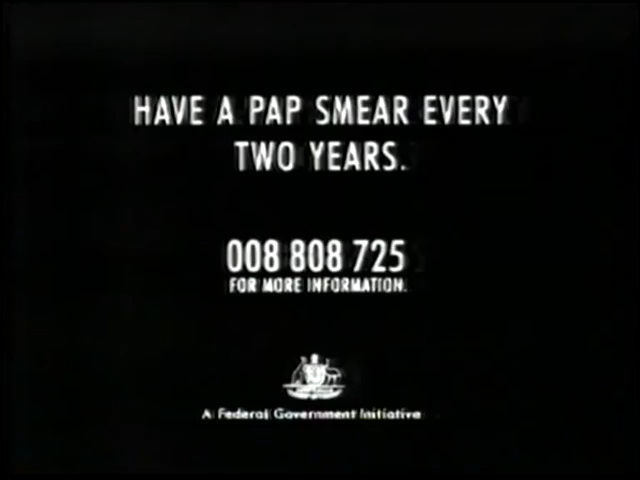 HAVE A PAP SMEAR EVERY
TWO YEARS.
008 808 725
FOR MORE INFORMATION.
A Federal Government Initiative